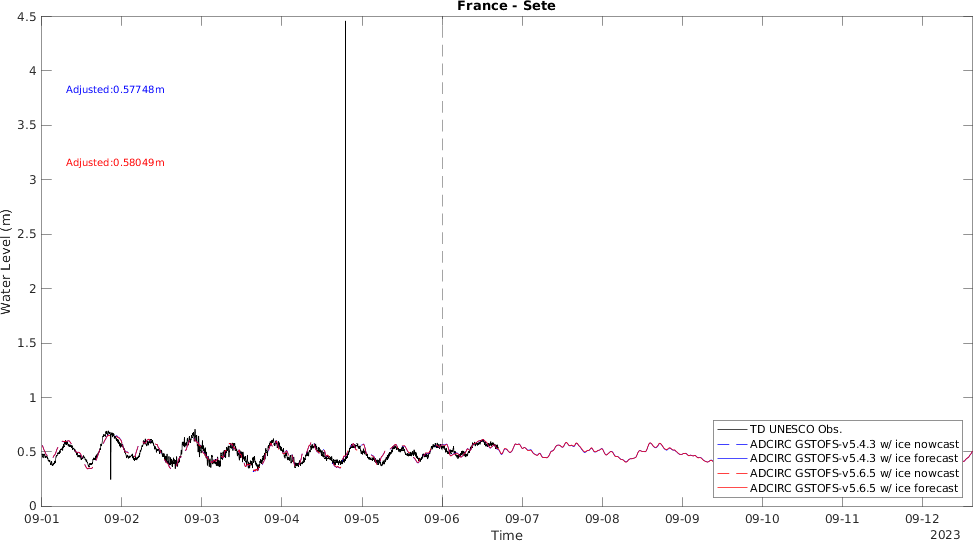 France - Sete
4.5
4
3.5
3
2.5
2
1.5
1
0.5
0
Water Level (m)
Adjusted:0.57748m
Adjusted:0.58049m
TD UNESCO Obs.
ADCIRC GSTOFS-v5.4.3 w/ ice nowcast
ADCIRC GSTOFS-v5.4.3 w/ ice forecast
ADCIRC GSTOFS-v5.6.5 w/ ice nowcast
ADCIRC GSTOFS-v5.6.5 w/ ice forecast
09-01 09-02 09-03 09-04 09-05 09-06 09-07 09-08 09-09 09-10 09-11 09-12
2023
Time